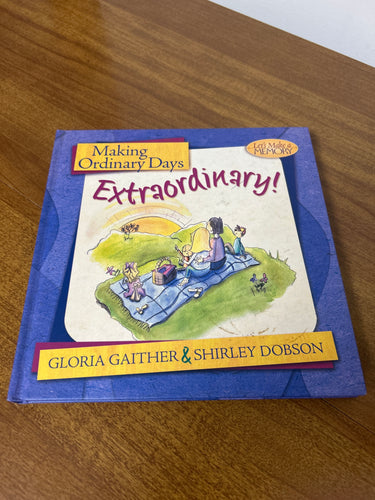 Making
Ordinary Days
Let's Make a
MEMORY
Extraordinary!
GLORIA GAITHER & SHIRLEY DOBSON